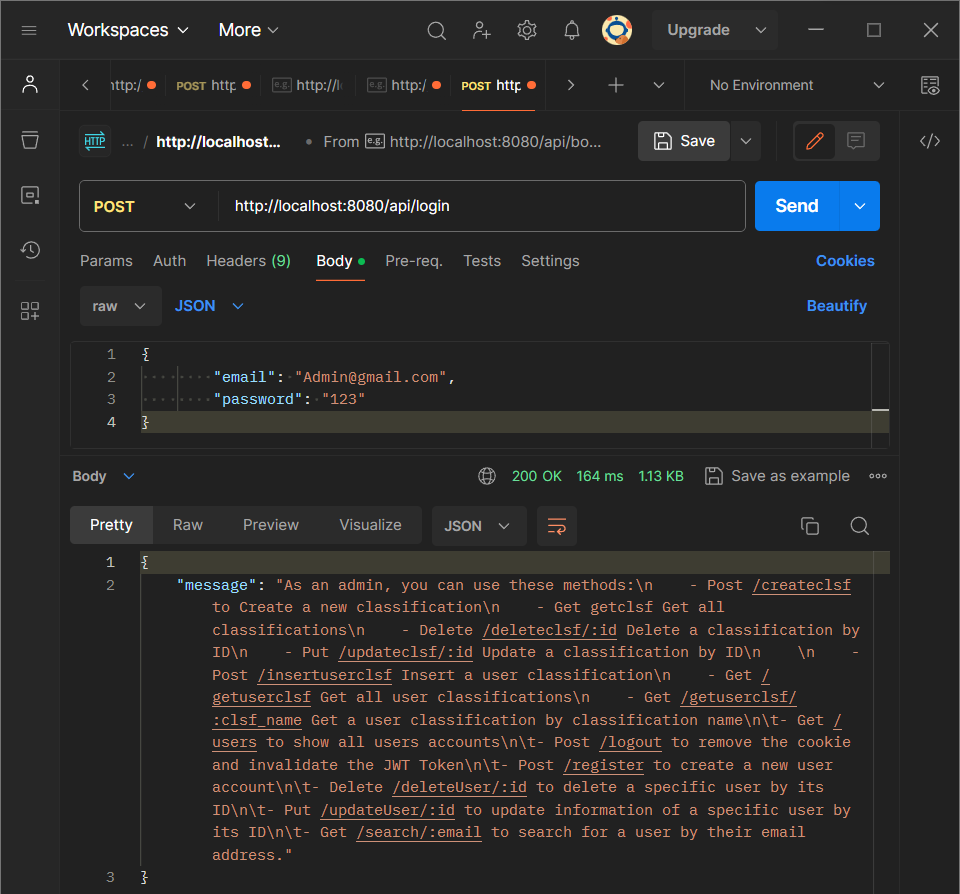 Workspaces More Upgrade
http:/ POST http e.g. http://lo e.g. http:/ POST http No Environment
HTTP ... / http://localhost... From e.g. http://localhost:8080/api/bo... Save
POST http://localhost:8080/api/login Send
Params Auth Headers (9) Body Pre-req. Tests Settings Cookies
raw JSON Beautify
1 {
2 "email": "Admin@gmail.com",
3 "password": "123"
4 }
Body 200 OK 164 ms 1.13 KB Save as example
Pretty Raw Preview Visualize JSON
1 {
2 "message": "As an admin, you can use these methods:\n    - Post /createclsf
to Create a new classification\n    - Get getclsf Get all
classifications\n    - Delete /deleteclsf/:id Delete a classification by
ID\n    - Put /updateclsf/:id Update a classification by ID\n    \n    -
Post /insertuserclsf Insert a user classification\n    - Get /
getuserclsf Get all user classifications\n    - Get /getuserclsf/
:clsf_name Get a user classification by classification name\n\t- Get /
users to show all users accounts\n\t- Post /logout to remove the cookie
and invalidate the JWT Token\n\t- Post /register to create a new user
account\n\t- Delete /deleteUser/:id to delete a specific user by its
ID\n\t- Put /updateUser/:id to update information of a specific user by
its ID\n\t- Get /search/:email to search for a user by their email
address."
3 }